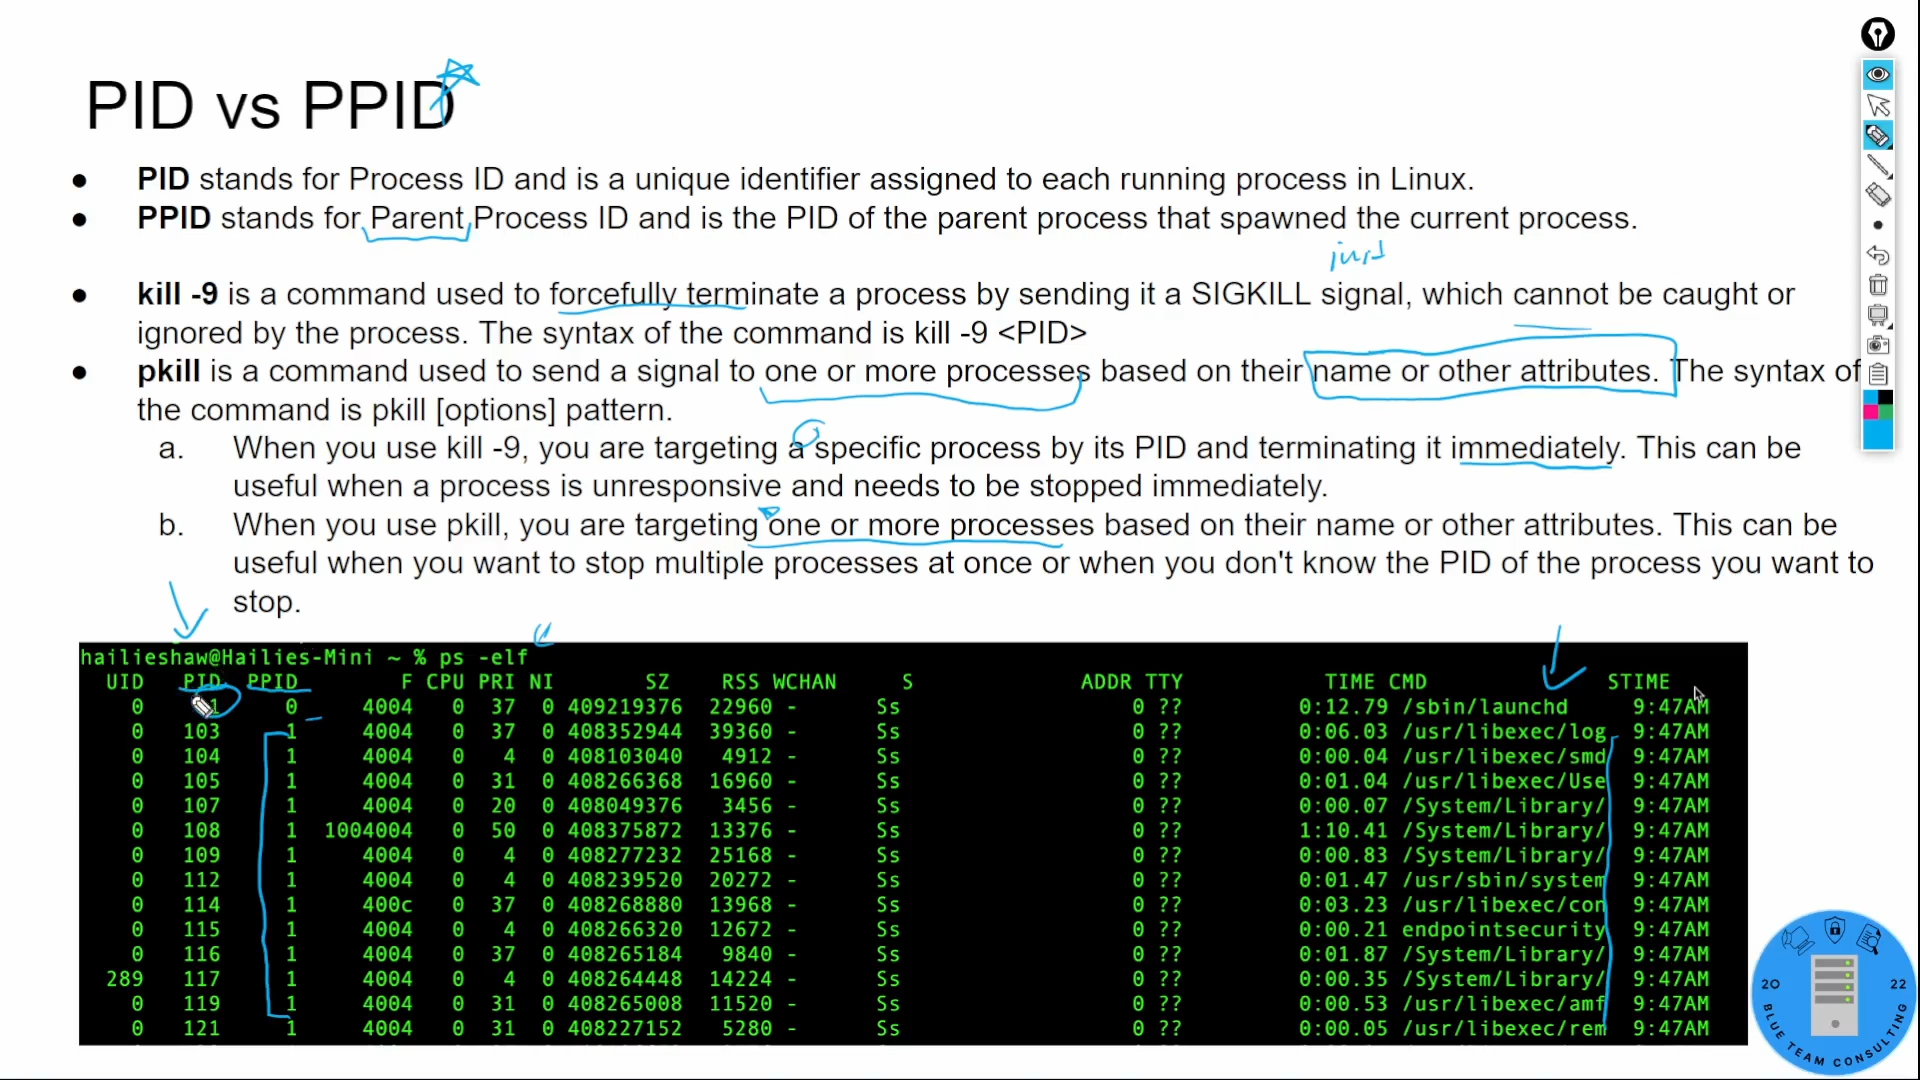 PID vs PPID
● PID stands for Process ID and is a unique identifier assigned to each running process in Linux.
● PPID stands for Parent Process ID and is the PID of the parent process that spawned the current process.
just
● kill -9 is a command used to forcefully terminate a process by sending it a SIGKILL signal, which cannot be caught or
ignored by the process. The syntax of the command is kill -9 <PID>
● pkill is a command used to send a signal to one or more processes based on their name or other attributes. The syntax of
the command is pkill [options] pattern.
a. When you use kill -9, you are targeting a specific process by its PID and terminating it immediately. This can be
useful when a process is unresponsive and needs to be stopped immediately.
b. When you use pkill, you are targeting one or more processes based on their name or other attributes. This can be
useful when you want to stop multiple processes at once or when you don't know the PID of the process you want to
stop.
hailieshaw@Hailies-Mini ~ % ps -elf
UID PID PPID F CPU PRI NI SZ RSS WCHAN S ADDR TTY TIME CMD STIME
0 1 0 4004 0 37 0 409219376 22960 - Ss 0 ?? 0:12.79 /sbin/launchd 9:47AM
0 103 1 4004 0 37 0 408352944 39360 - Ss 0 ?? 0:06.03 /usr/libexec/log 9:47AM
0 104 1 4004 0 4 0 408103040 4912 - Ss 0 ?? 0:00.04 /usr/libexec/smd 9:47AM
0 105 1 4004 0 31 0 408266368 16960 - Ss 0 ?? 0:01.04 /usr/libexec/Use 9:47AM
0 107 1 4004 0 20 0 408049376 3456 - Ss 0 ?? 0:00.07 /System/Library/ 9:47AM
0 108 1 1004004 0 50 0 408375872 13376 - Ss 0 ?? 1:10.41 /System/Library/ 9:47AM
0 109 1 4004 0 4 0 408277232 25168 - Ss 0 ?? 0:00.83 /System/Library/ 9:47AM
0 112 1 4004 0 4 0 408239520 20272 - Ss 0 ?? 0:01.47 /usr/sbin/system 9:47AM
0 114 1 400c 0 37 0 408268880 13968 - Ss 0 ?? 0:03.23 /usr/libexec/con 9:47AM
0 115 1 4004 0 4 0 408266320 12672 - Ss 0 ?? 0:00.21 endpointsecurity 9:47AM
0 116 1 4004 0 37 0 408265184 9840 - Ss 0 ?? 0:01.87 /System/Library/ 9:47AM
289 117 1 4004 0 4 0 408264448 14224 - Ss 0 ?? 0:00.35 /System/Library/ 9:47AM
0 119 1 4004 0 31 0 408265008 11520 - Ss 0 ?? 0:00.53 /usr/libexec/amf 9:47AM
0 121 1 4004 0 31 0 408227152 5280 - Ss 0 ?? 0:00.05 /usr/libexec/rem 9:47AM
20 22
BLUE TEAM CONSULTING